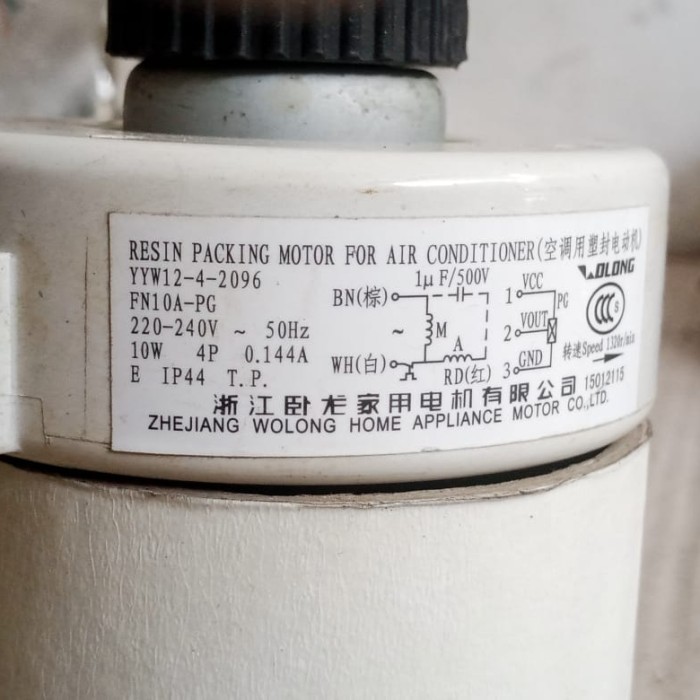 RESIN PACKING MOTOR FOR AIR CONDITIONER(空调用塑封电动机)
YYW12-4-2096
FN10A-PG
220-240V ~ 50Hz
10W 4P 0.144A
E IP44 T.P.
1μF/500V
BN(棕)
~
M
A
WH(白)
RD(红)
1
VCC
PG
2
VOUT
3
GND
WOLONG
CCC S
转速Speed 1320r/min
浙江卧龙家用电机有限公司 15012115
ZHEJIANG WOLONG HOME APPLIANCE MOTOR CO.,LTD.